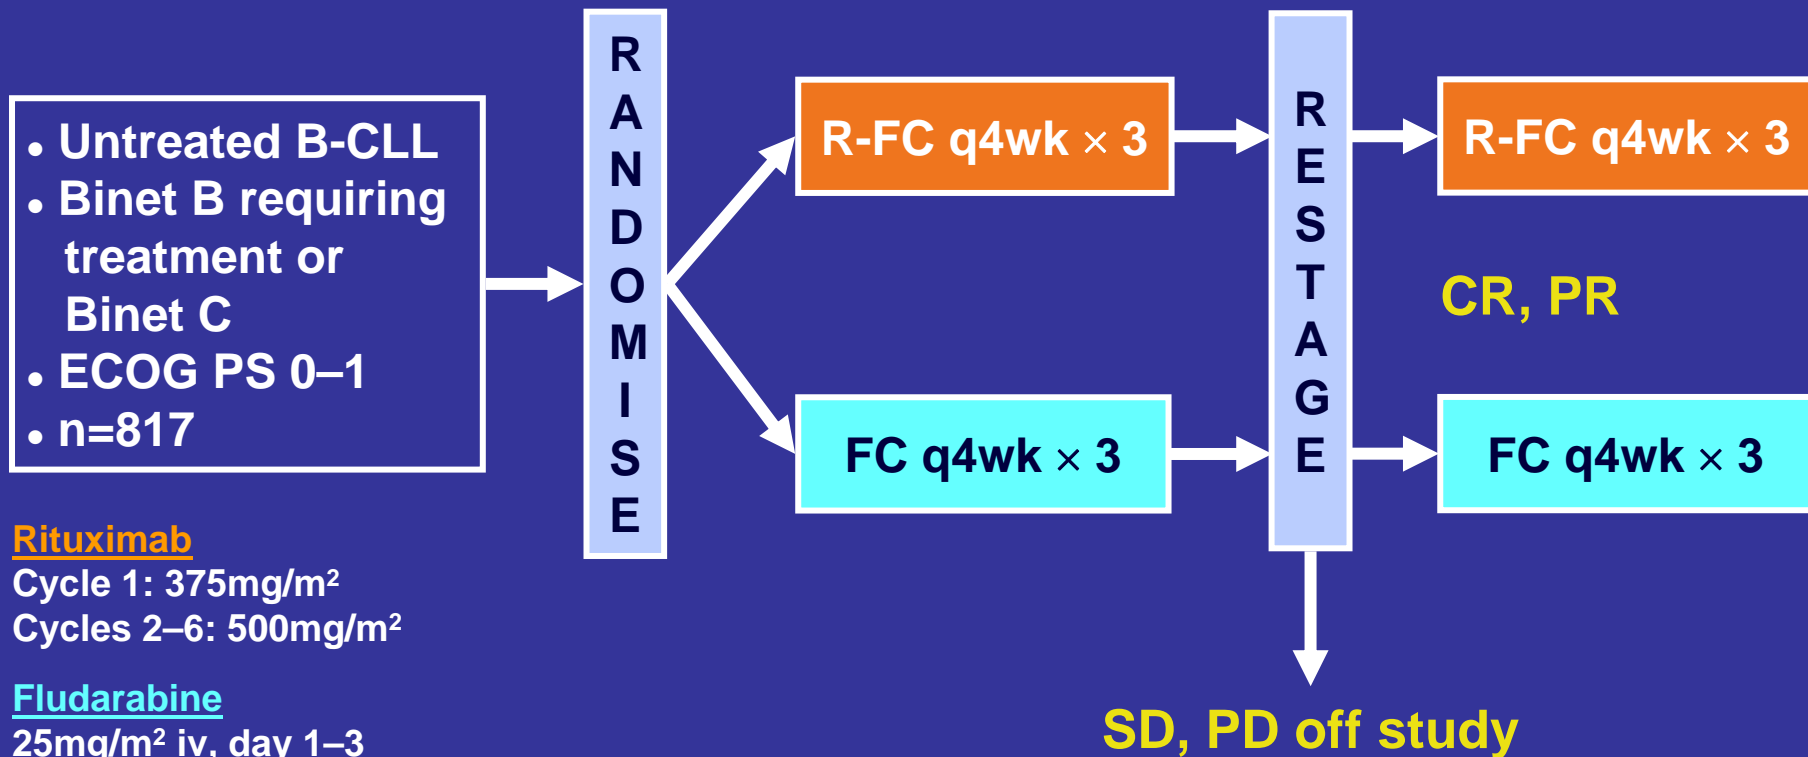 • Untreated B-CLL
• Binet B requiring
treatment or
Binet C
• ECOG PS 0–1
• n=817
RANDOMISE
R-FC q4wk × 3
FC q4wk × 3
RESTAGE
R-FC q4wk × 3
CR, PR
FC q4wk × 3
SD, PD off study
Rituximab
Cycle 1: 375mg/m²
Cycles 2–6: 500mg/m²
Fludarabine
25mg/m² iv, day 1–3